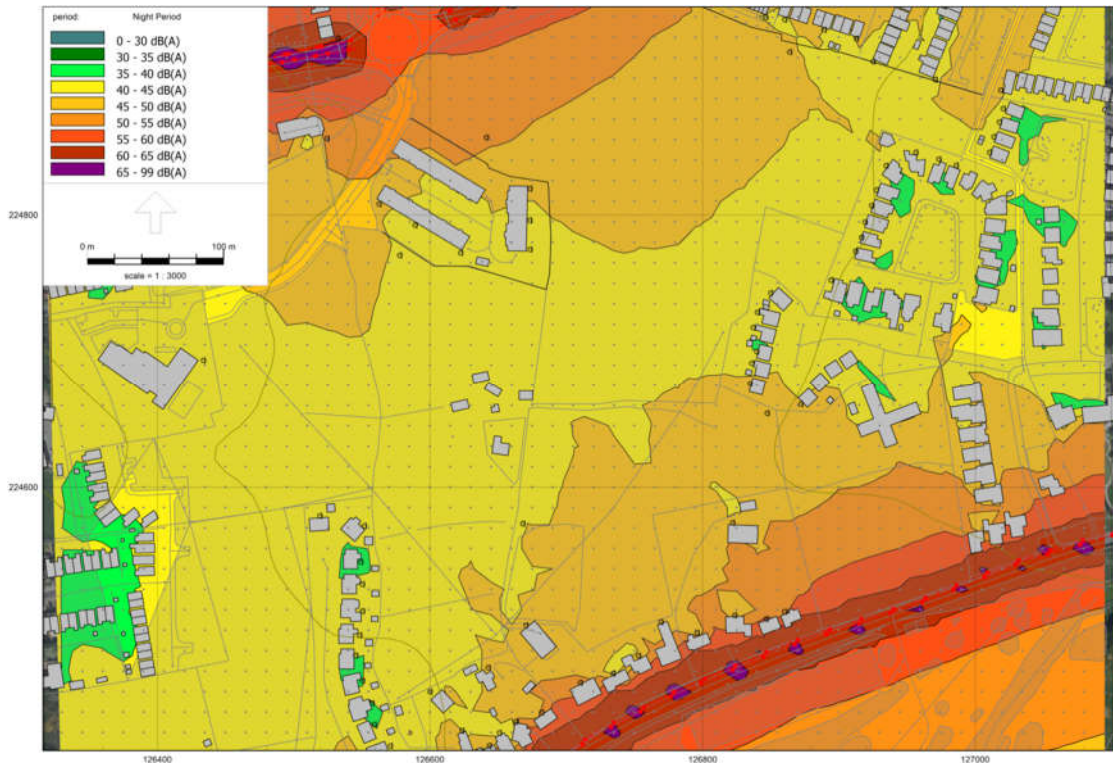 period: Night Period
0 - 30 dB(A)
30 - 35 dB(A)
35 - 40 dB(A)
40 - 45 dB(A)
45 - 50 dB(A)
50 - 55 dB(A)
55 - 60 dB(A)
60 - 65 dB(A)
65 - 99 dB(A)
0 m 100 m
scale = 1 : 3000
224800
224600
126400 126600 126800 127000